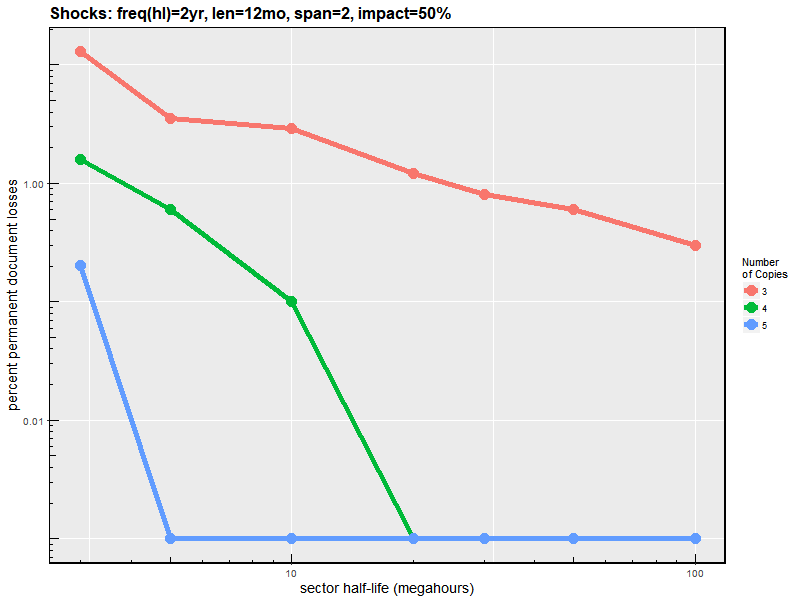 Shocks: freq(hl)=2yr, len=12mo, span=2, impact=50%
percent permanent document losses
1.00
0.01
10
100
sector half-life (megahours)
Number
of Copies
3
4
5